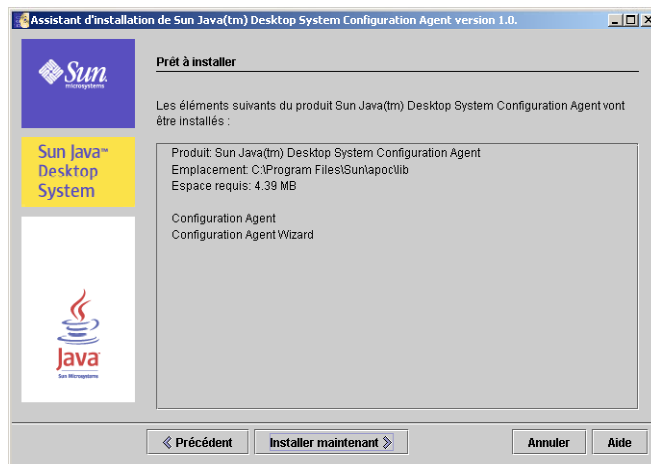 Assistant d'installation de Sun Java(tm) Desktop System Configuration Agent version 1.0.
Sun
microsystems
Sun Java™
Desktop
System
Java
Sun Microsystems
Prêt à installer
Les éléments suivants du produit Sun Java(tm) Desktop System Configuration Agent vont
être installés :
Produit: Sun Java(tm) Desktop System Configuration Agent
Emplacement: C:\Program Files\Sun\apoc\lib
Espace requis: 4.39 MB
Configuration Agent
Configuration Agent Wizard
Précédent
Installer maintenant
Annuler
Aide